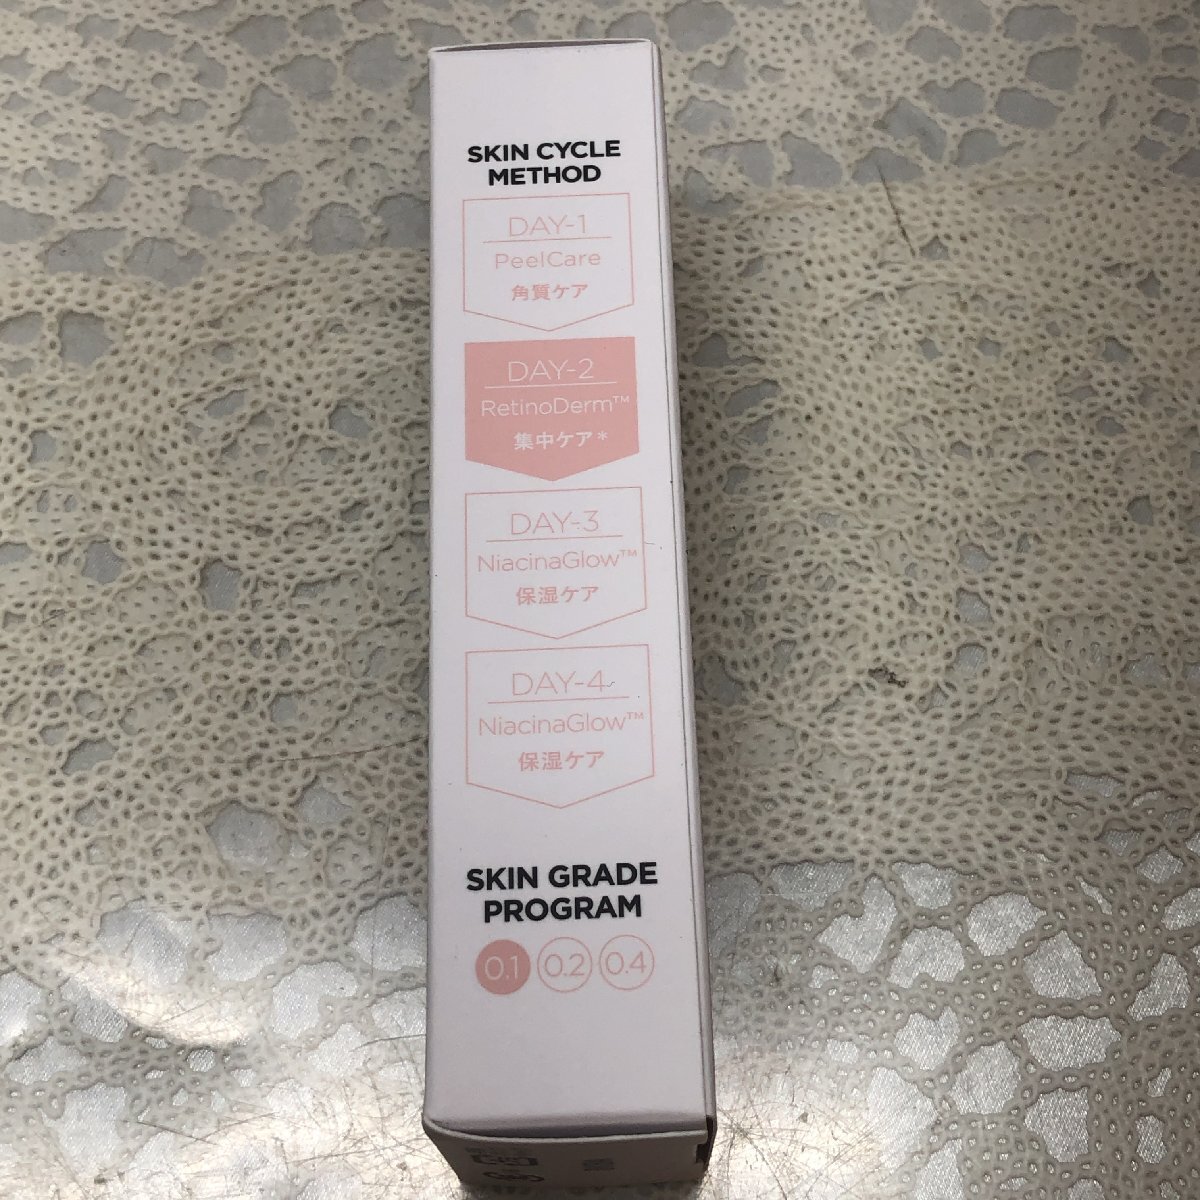 SKIN CYCLE
METHOD
DAY-1
PeelCare
角質ケア
DAY-2
RetinoDerm™
集中ケア*
DAY-3
NiacinaGlow™
保湿ケア
DAY-4
NiacinaGlow™
保湿ケア
SKIN GRADE
PROGRAM
0.1 0.2 0.4